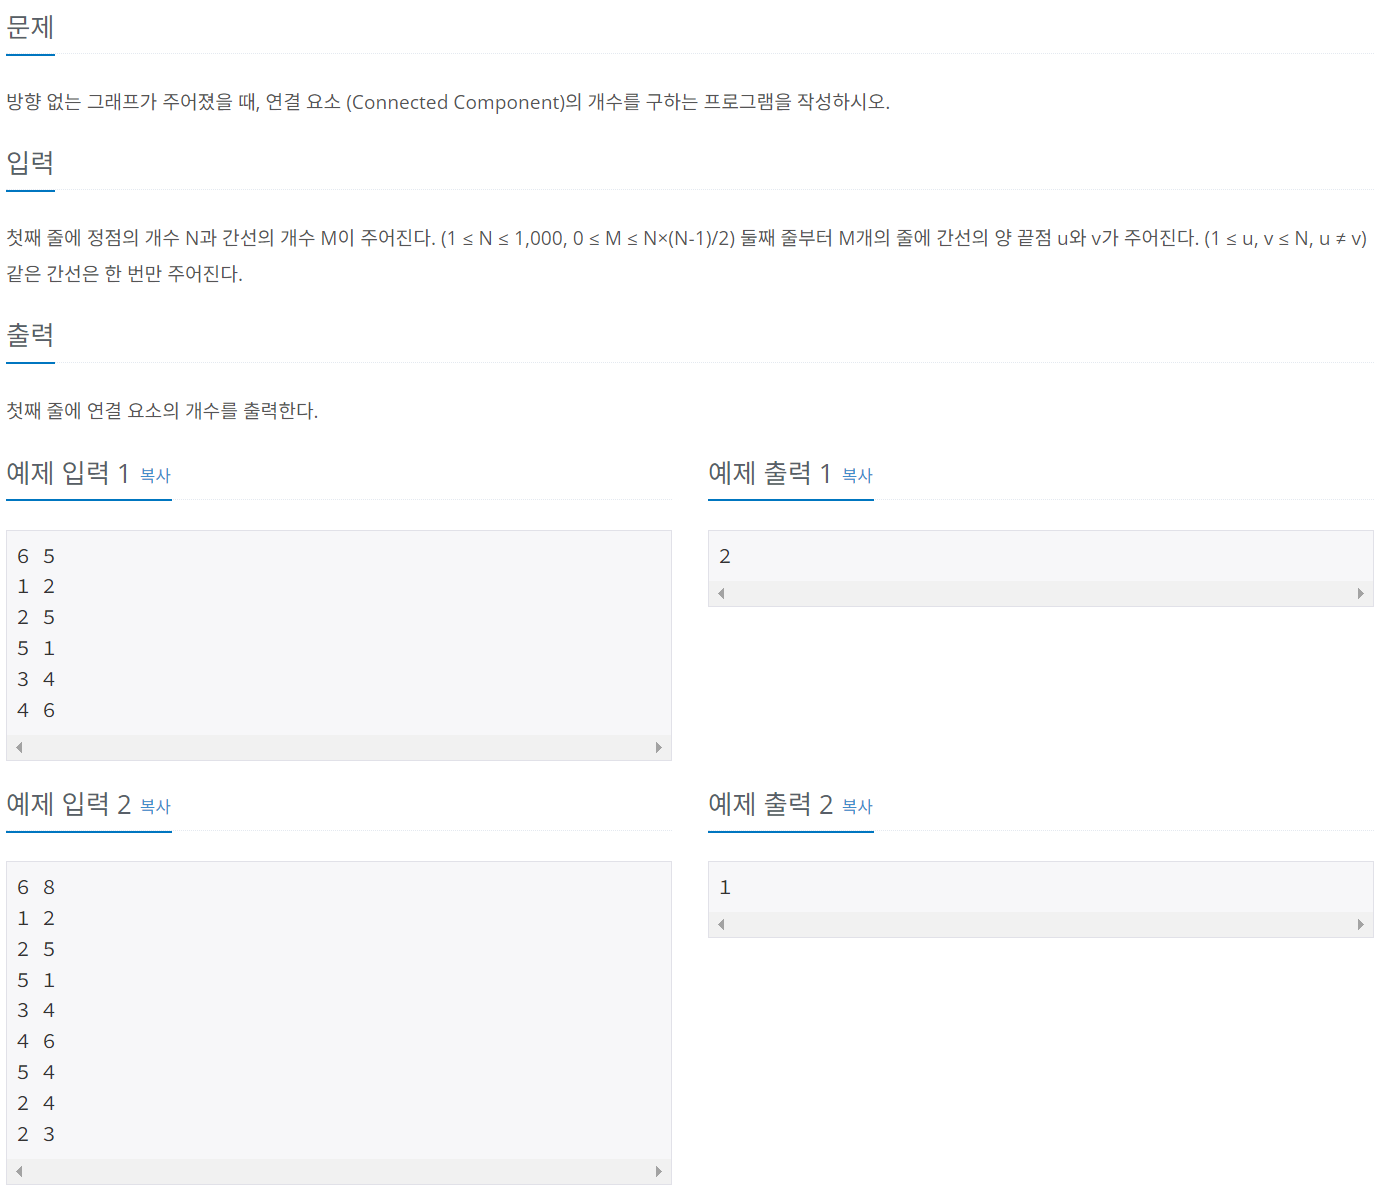 문제
방향 없는 그래프가 주어졌을 때, 연결 요소 (Connected Component)의 개수를 구하는 프로그램을 작성하시오.
입력
첫째 줄에 정점의 개수 N과 간선의 개수 M이 주어진다. (1 ≤ N ≤ 1,000, 0 ≤ M ≤ N×(N-1)/2) 둘째 줄부터 M개의 줄에 간선의 양 끝점 u와 v가 주어진다. (1 ≤ u, v ≤ N, u ≠ v)
같은 간선은 한 번만 주어진다.
출력
첫째 줄에 연결 요소의 개수를 출력한다.
예제 입력 1 복사
6 5
1 2
2 5
5 1
3 4
4 6
예제 출력 1 복사
2
예제 입력 2 복사
6 8
1 2
2 5
5 1
3 4
4 6
5 4
2 4
2 3
예제 출력 2 복사
1